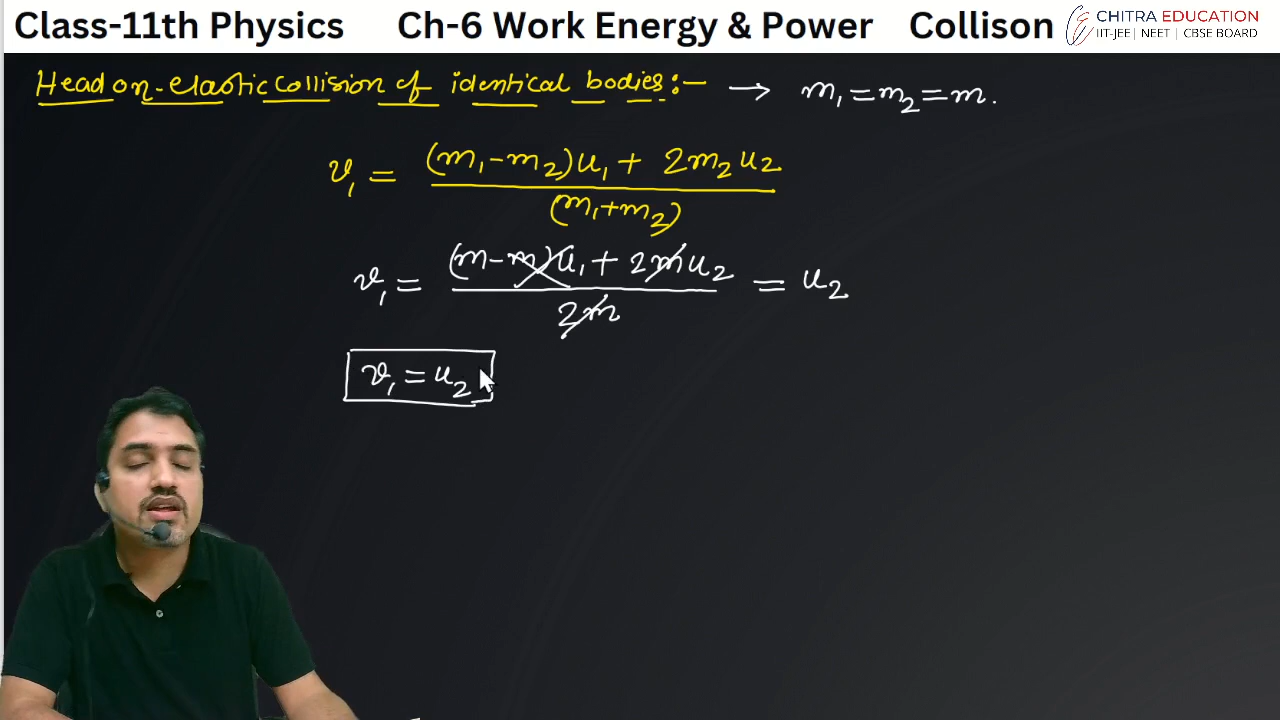 Class-11th Physics Ch-6 Work Energy & Power Collison
CHITRA EDUCATION
IIT-JEE | NEET | CBSE BOARD
Head on-elastic collision of identical bodies:- → m₁=m₂=m.
v₁ = (m₁-m₂)u₁ + 2m₂u₂
(m₁+m₂)
v₁ = (m-m)u₁ + 2mu₂ = u₂
2m
v₁ = u₂